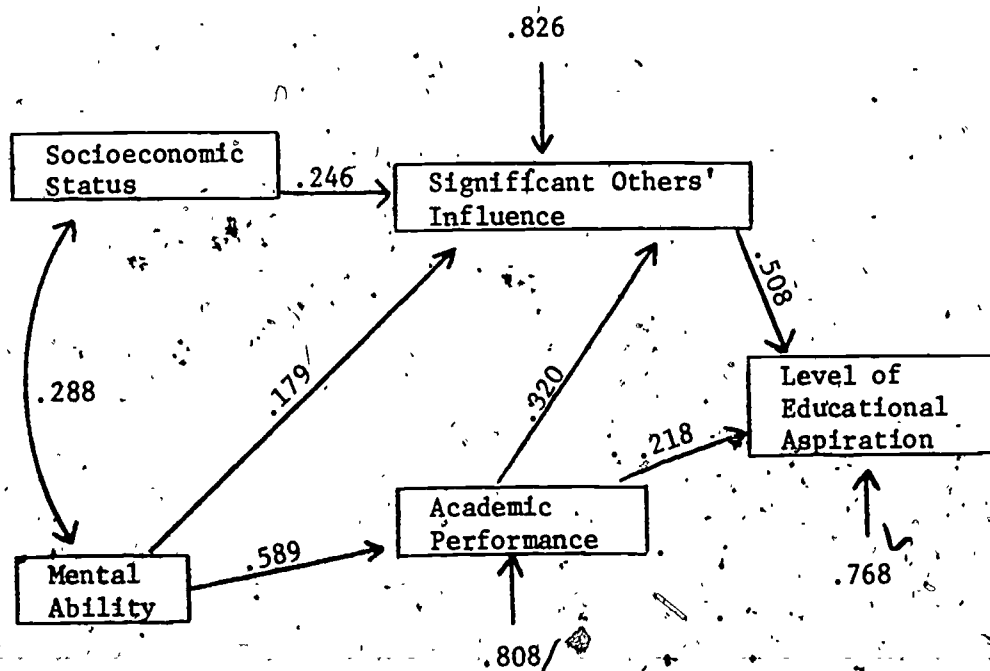 .826
Socioeconomic
Status
.246
Significant Others'
Influence
.508
.288
.179
.320
.218
Level of
Educational
Aspiration
Mental
Ability
.589
Academic
Performance
.768
.808